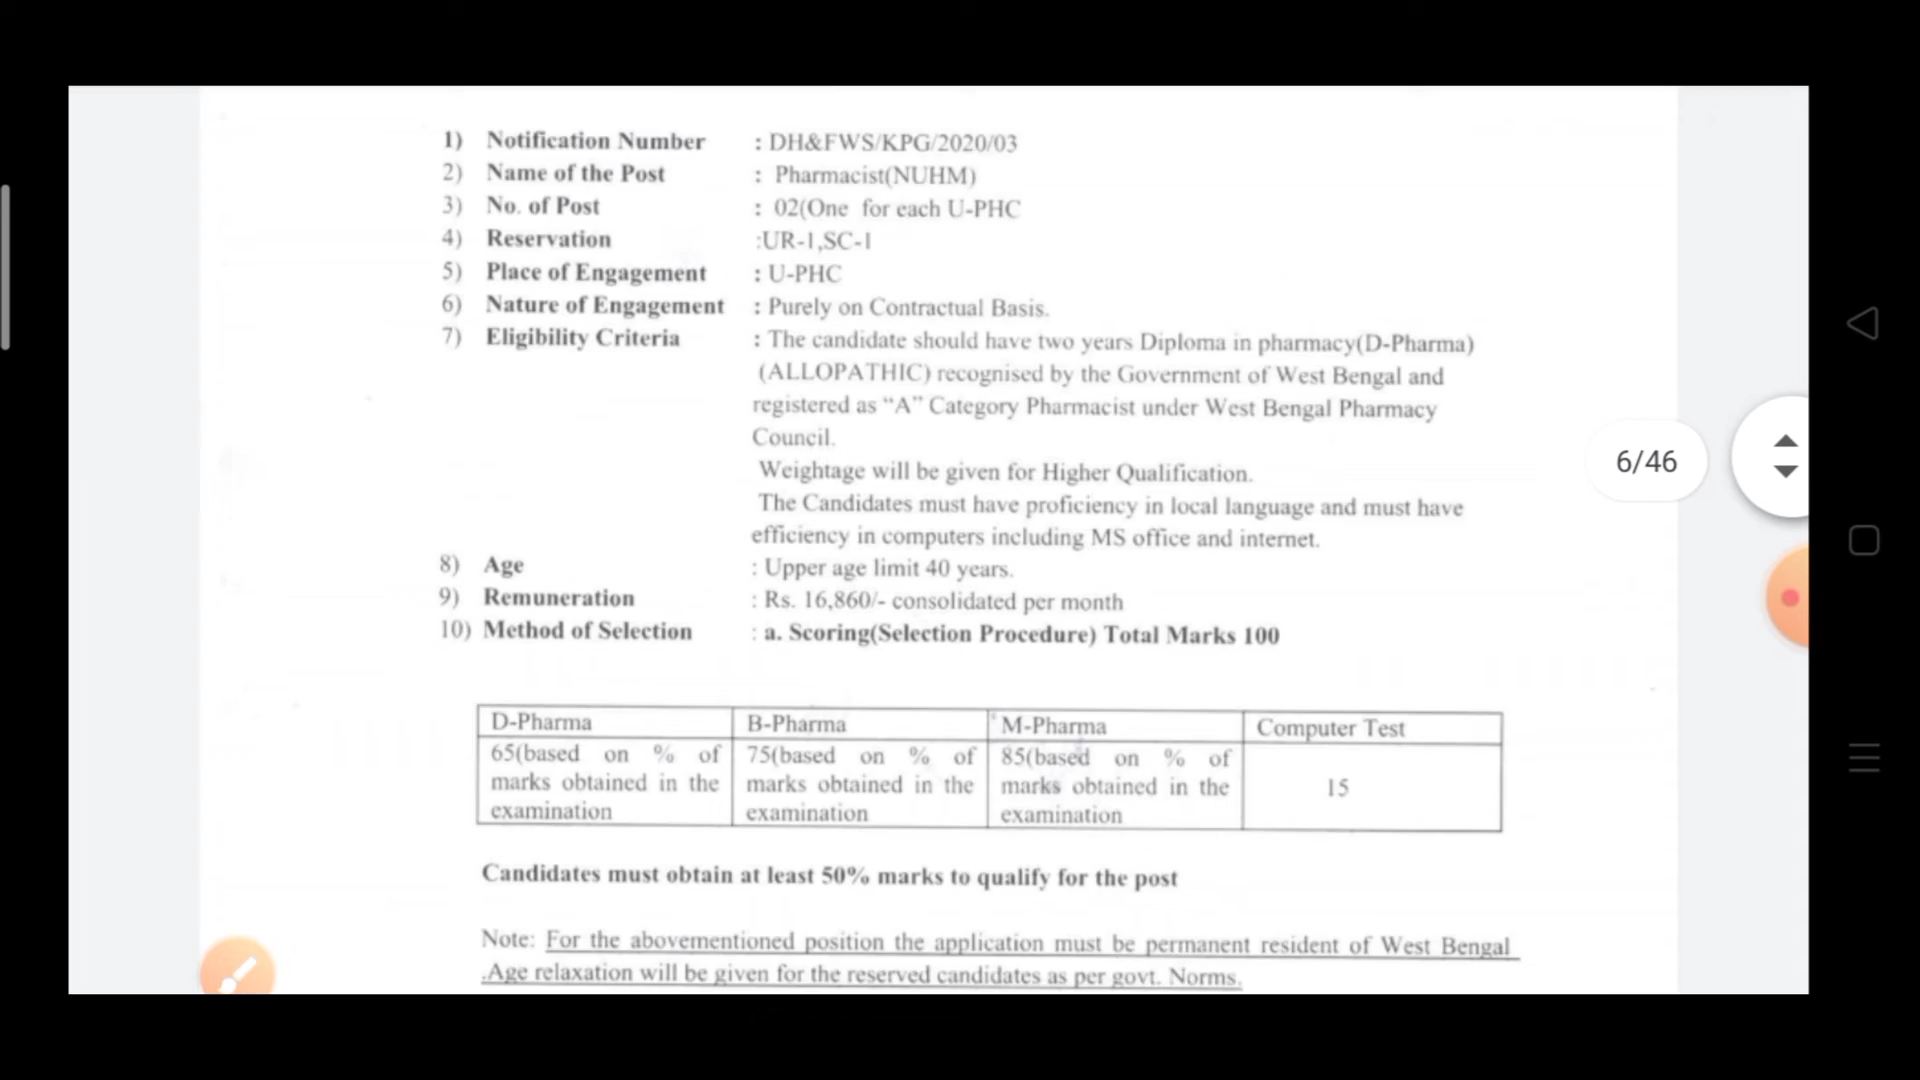 1) Notification Number : DH&FWS/KPG/2020/03
2) Name of the Post : Pharmacist(NUHM)
3) No. of Post : 02(One for each U-PHC
4) Reservation :UR-1,SC-1
5) Place of Engagement : U-PHC
6) Nature of Engagement : Purely on Contractual Basis.
7) Eligibility Criteria : The candidate should have two years Diploma in pharmacy(D-Pharma)
(ALLOPATHIC) recognised by the Government of West Bengal and
registered as “A” Category Pharmacist under West Bengal Pharmacy
Council.
Weightage will be given for Higher Qualification.
The Candidates must have proficiency in local language and must have
efficiency in computers including MS office and internet.
8) Age : Upper age limit 40 years.
9) Remuneration : Rs. 16,860/- consolidated per month
10) Method of Selection : a. Scoring(Selection Procedure) Total Marks 100
D-Pharma B-Pharma M-Pharma Computer Test
65(based on % of 75(based on % of 85(based on % of
marks obtained in the marks obtained in the marks obtained in the 15
examination examination examination
Candidates must obtain at least 50% marks to qualify for the post
Note: For the abovementioned position the application must be permanent resident of West Bengal
.Age relaxation will be given for the reserved candidates as per govt. Norms.
6/46